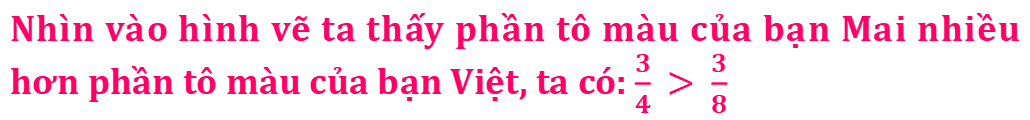 Nhìn vào hình vẽ ta thấy phần tô màu của bạn Mai nhiều
hơn phần tô màu của bạn Việt, ta có: 3/4 > 3/8